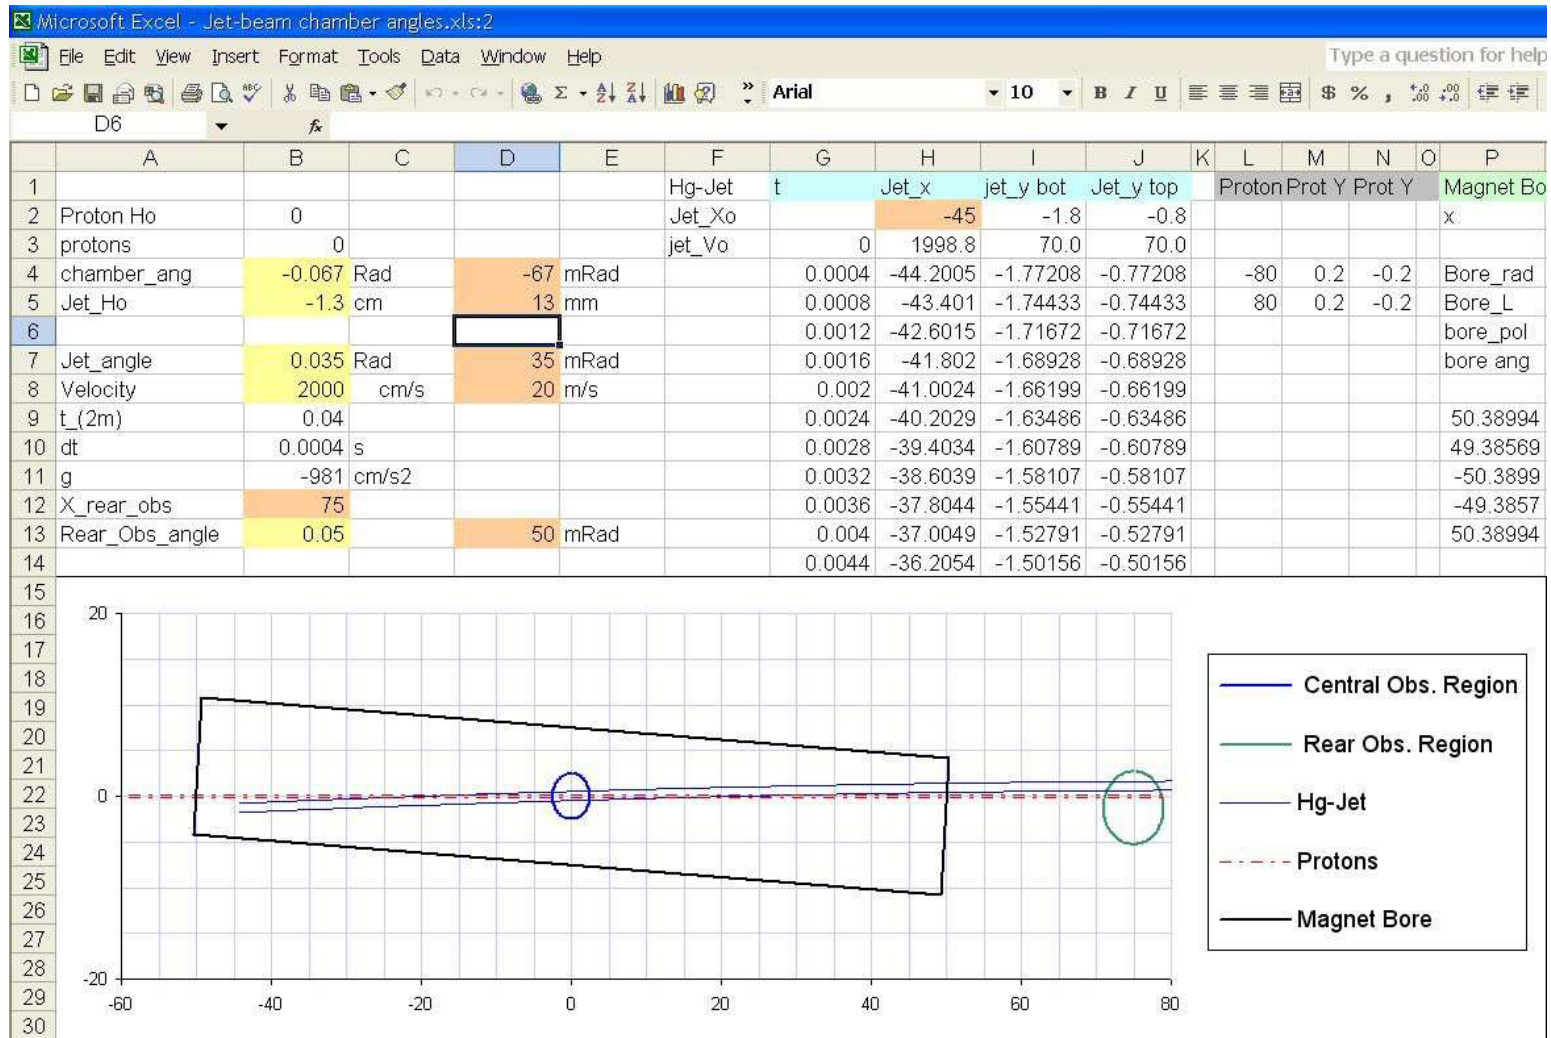 Microsoft Excel - Jet-beam chamber angles.xls:2
File Edit View Insert Format Tools Data Window Help Type a question for help
Arial 10 B I U $ % ,
D6 fx
A B C D E F G H I J K L M N O P
1 Hg-Jet t Jet_x jet_y bot Jet_y top Proton Prot Y Prot Y Magnet Bo
2 Proton Ho 0 Jet_Xo -45 -1.8 -0.8 x
3 protons 0 jet_Vo 0 1998.8 70.0 70.0
4 chamber_ang -0.067 Rad -67 mRad 0.0004 -44.2005 -1.77208 -0.77208 -80 0.2 -0.2 Bore_rad
5 Jet_Ho -1.3 cm 13 mm 0.0008 -43.401 -1.74433 -0.74433 80 0.2 -0.2 Bore_L
6 0.0012 -42.6015 -1.71672 -0.71672 bore_pol
7 Jet_angle 0.035 Rad 35 mRad 0.0016 -41.802 -1.68928 -0.68928 bore ang
8 Velocity 2000 cm/s 20 m/s 0.002 -41.0024 -1.66199 -0.66199
9 t_(2m) 0.04 0.0024 -40.2029 -1.63486 -0.63486 50.38994
10 dt 0.0004 s 0.0028 -39.4034 -1.60789 -0.60789 49.38569
11 g -981 cm/s2 0.0032 -38.6039 -1.58107 -0.58107 -50.3899
12 X_rear_obs 75 0.0036 -37.8044 -1.55441 -0.55441 -49.3857
13 Rear_Obs_angle 0.05 50 mRad 0.004 -37.0049 -1.52791 -0.52791 50.38994
14 0.0044 -36.2054 -1.50156 -0.50156
15
16 20
17
18 Central Obs. Region
19
20 Rear Obs. Region
21
22 0 Hg-Jet
23
24 Protons
25
26 Magnet Bore
27
28 -20
29 -60 -40 -20 0 20 40 60 80
30